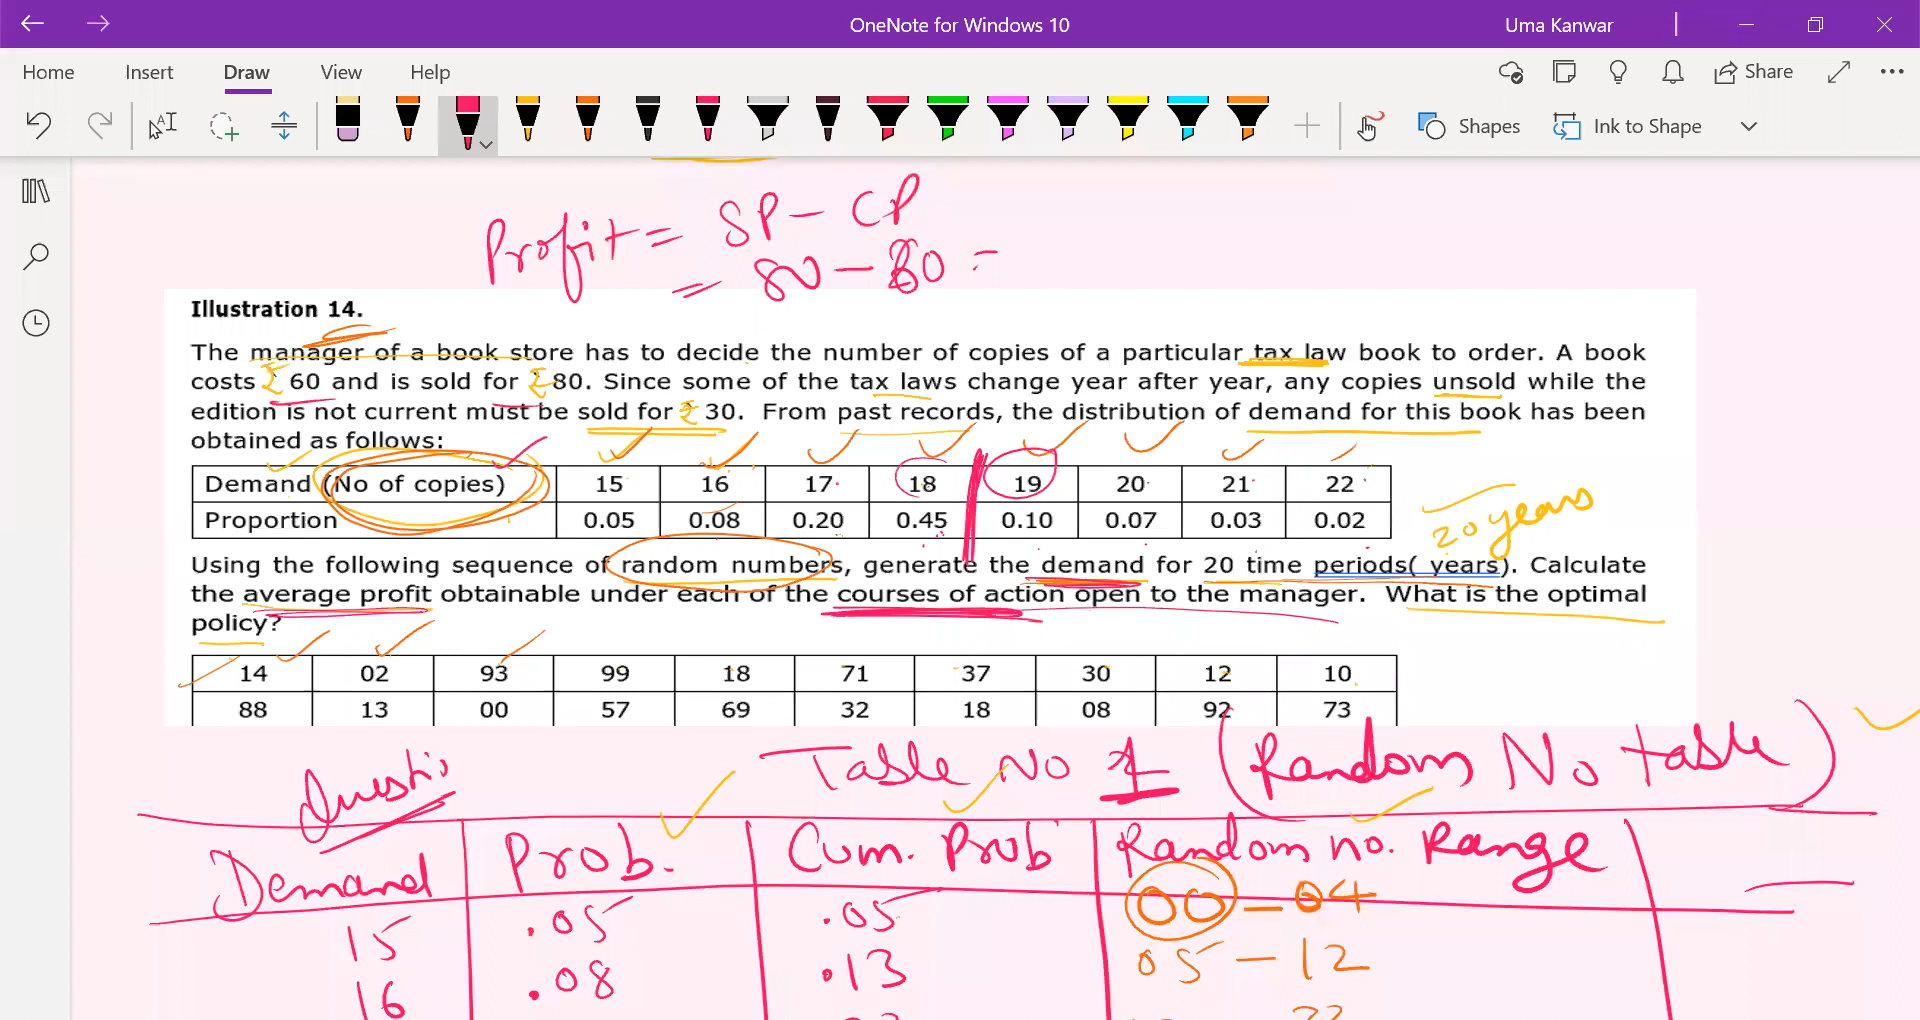 OneNote for Windows 10
Uma Kanwar
Home Insert Draw View Help
Share
Shapes Ink to Shape
Profit = SP - CP
= 80 - 60 =
Illustration 14.
The manager of a book store has to decide the number of copies of a particular tax law book to order. A book
costs ₹ 60 and is sold for ₹ 80. Since some of the tax laws change year after year, any copies unsold while the
edition is not current must be sold for ₹ 30. From past records, the distribution of demand for this book has been
obtained as follows:
Demand (No of copies) 15 16 17 18 19 20 21 22
Proportion 0.05 0.08 0.20 0.45 0.10 0.07 0.03 0.02
20 years
Using the following sequence of random numbers, generate the demand for 20 time periods( years). Calculate
the average profit obtainable under each of the courses of action open to the manager. What is the optimal
policy?
14 02 93 99 18 71 37 30 12 10
88 13 00 57 69 32 18 08 92 73
Questio Table No 1 (Random No table)
Demand Prob. Cum. Prob Random no. Range
15 .05 .05 00 - 04
16 .08 .13 05 - 12